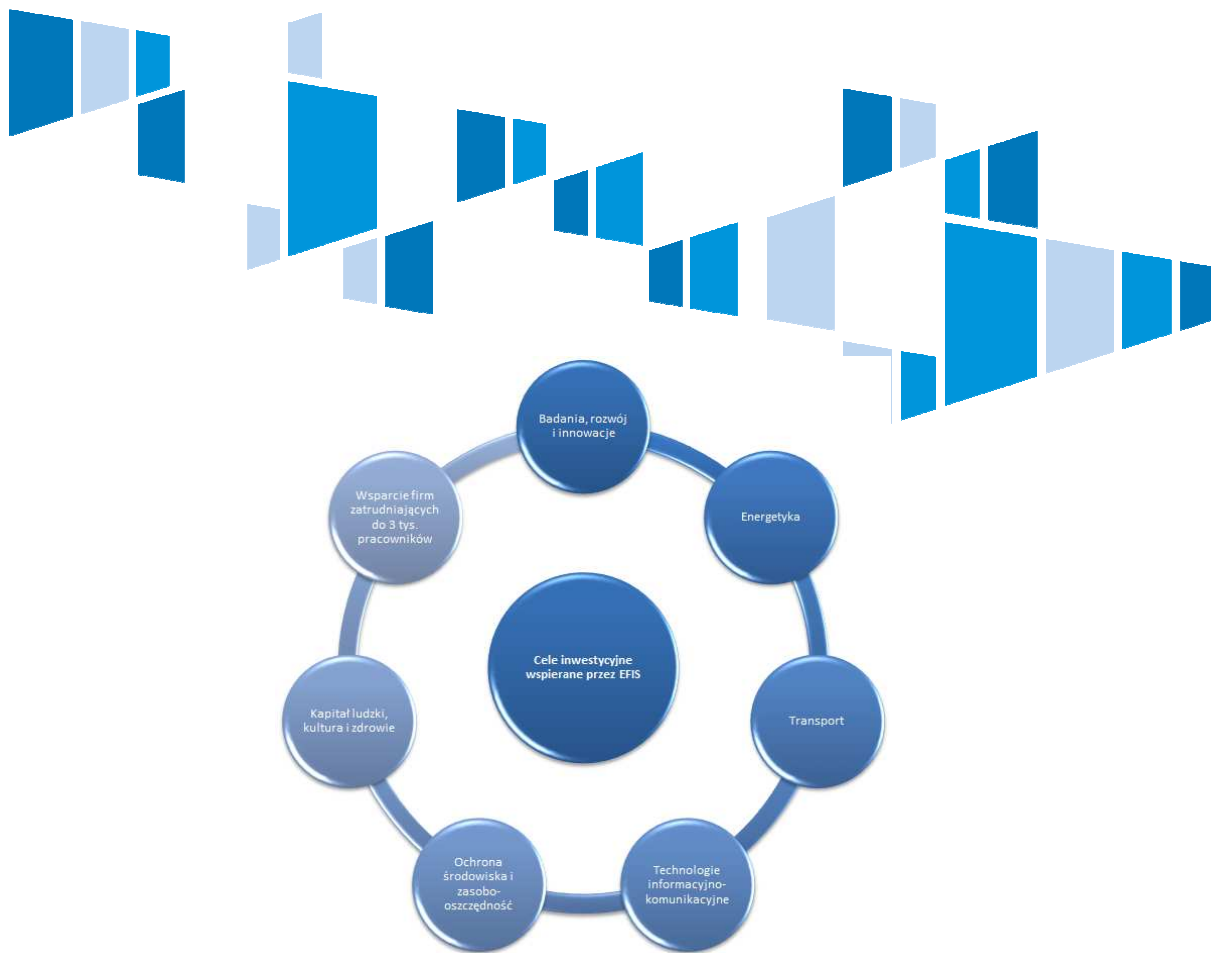 Badania, rozwój
i innowacje
Energetyka
Transport
Technologie
informacyjno-
komunikacyjne
Ochrona
środowiska i
zasobo-
oszczędność
Kapitał ludzki,
kultura i zdrowie
Wsparcie firm
zatrudniających
do 3 tys.
pracowników
Cele inwestycyjne
wspierane przez EFIS